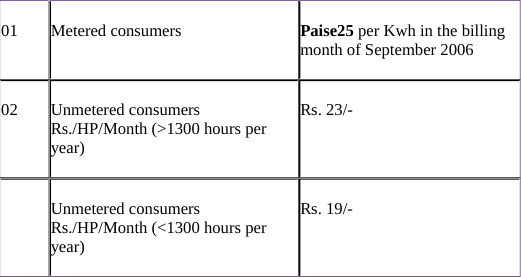 01 Metered consumers Paise25 per Kwh in the billing
month of September 2006
02 Unmetered consumers Rs. 23/-
Rs./HP/Month (>1300 hours per
year)
Unmetered consumers Rs. 19/-
Rs./HP/Month (<1300 hours per
year)